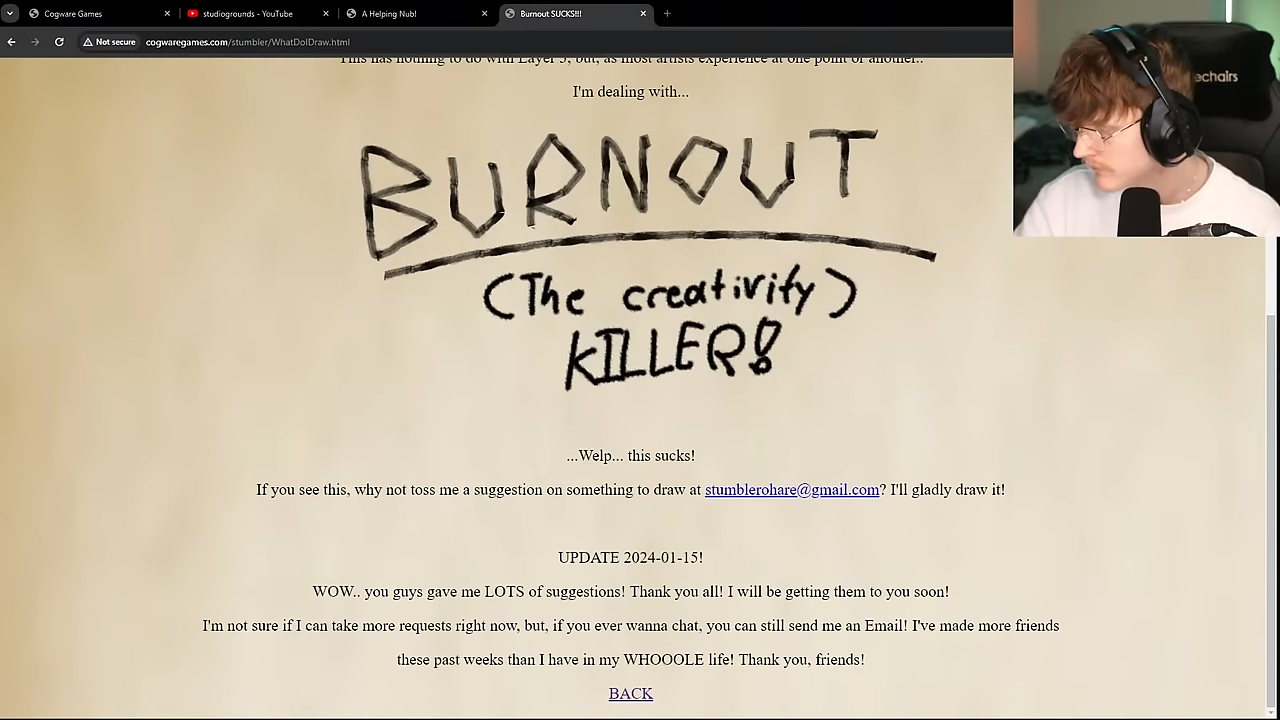 Cogware Games
studiogrounds - YouTube
A Helping Nub!
Burnout SUCKS!!!
Not secure
cogwaregames.com/stumbler/WhatDoIDraw.html
echairs
This has nothing to do with Layer 5, but, as most artists experience at one point or another..
I'm dealing with...
BURNOUT
(The creativity)
KILLER!
...Welp... this sucks!
If you see this, why not toss me a suggestion on something to draw at stumblerohare@gmail.com? I'll gladly draw it!
UPDATE 2024-01-15!
WOW.. you guys gave me LOTS of suggestions! Thank you all! I will be getting them to you soon!
I'm not sure if I can take more requests right now, but, if you ever wanna chat, you can still send me an Email! I've made more friends
these past weeks than I have in my WHOOOLE life! Thank you, friends!
BACK